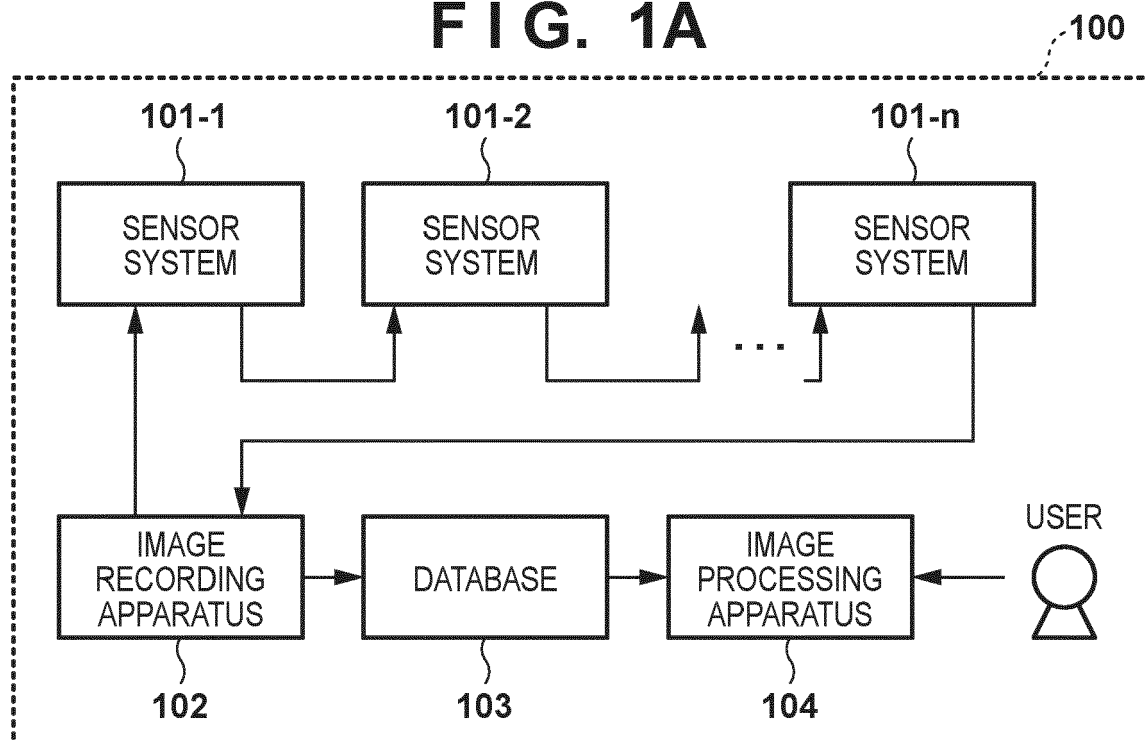 FIG. 1A
100
101-1
101-2
101-n
SENSOR
SYSTEM
SENSOR
SYSTEM
SENSOR
SYSTEM
...
USER
IMAGE
RECORDING
APPARATUS
DATABASE
IMAGE
PROCESSING
APPARATUS
102
103
104